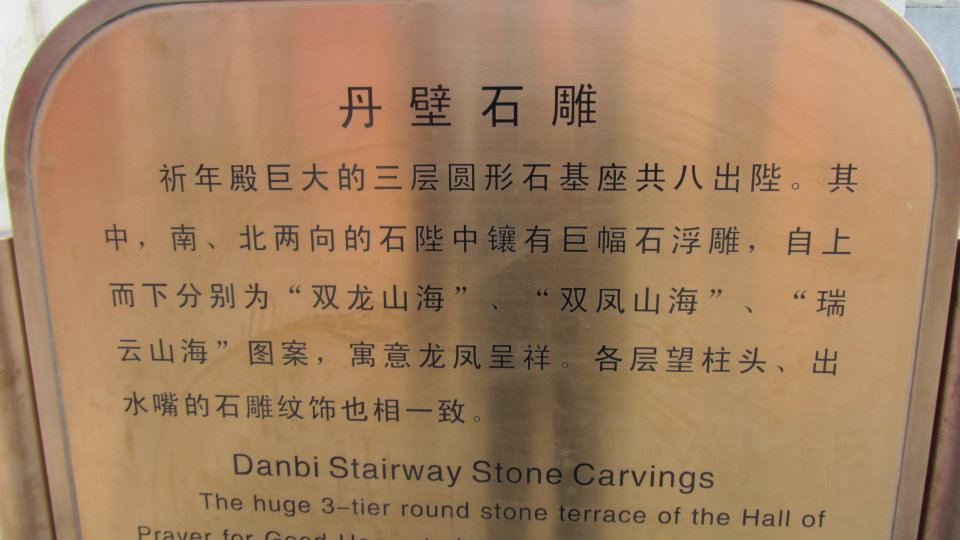 丹壁石雕
祈年殿巨大的三层圆形石基座共八出陛。其
中，南、北两向的石陛中镶有巨幅石浮雕，自上
而下分别为“双龙山海”、“双凤山海”、“瑞
云山海”图案，寓意龙凤呈祥。各层望柱头、出
水嘴的石雕纹饰也相一致。
Danbi Stairway Stone Carvings
The huge 3-tier round stone terrace of the Hall of
Prayer for Good